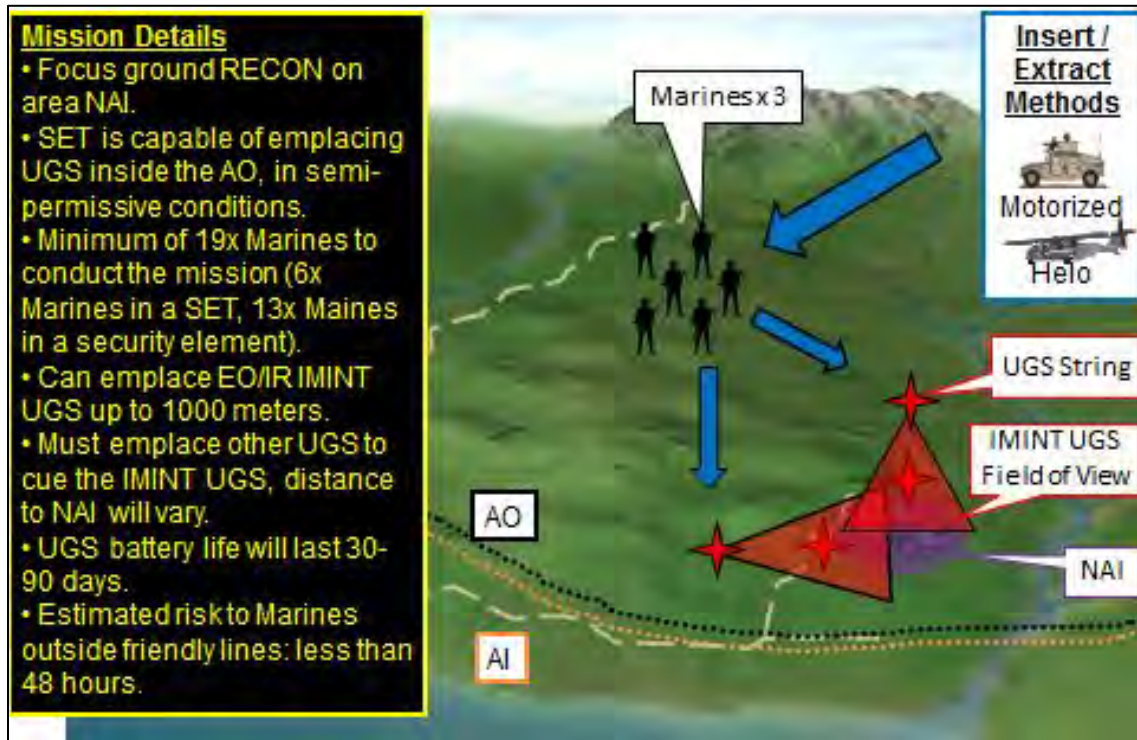 Mission Details
• Focus ground RECON on
area NAI.
• SET is capable of emplacing
UGS inside the AO, in semi-
permissive conditions.
• Minimum of 19x Marines to
conduct the mission (6x
Marines in a SET, 13x Maines
in a security element).
• Can emplace EO/IR IMINT
UGS up to 1000 meters.
• Must emplace other UGS to
cue the IMINT UGS, distance
to NAI will vary.
• UGS battery life will last 30-
90 days.
• Estimated risk to Marines
outside friendly lines: less than
48 hours.
Marines x 3
Insert /
Extract
Methods
Motorized
Helo
UGS String
IMINT UGS
Field of View
NAI
AO
AI